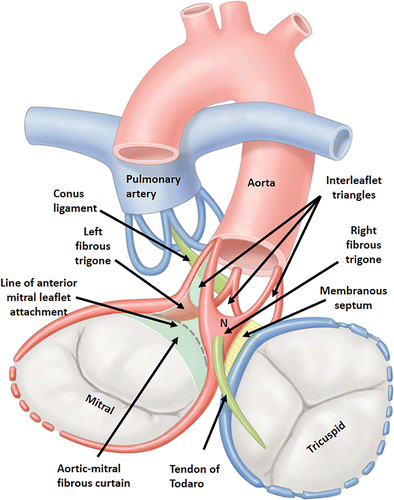 Pulmonary
artery
Aorta
Interleaflet
triangles
Conus
ligament
Left
fibrous
trigone
Right
fibrous
trigone
Line of anterior
mitral leaflet
attachment
Membranous
septum
N
Mitral
Tricuspid
Aortic-mitral
fibrous curtain
Tendon of
Todaro